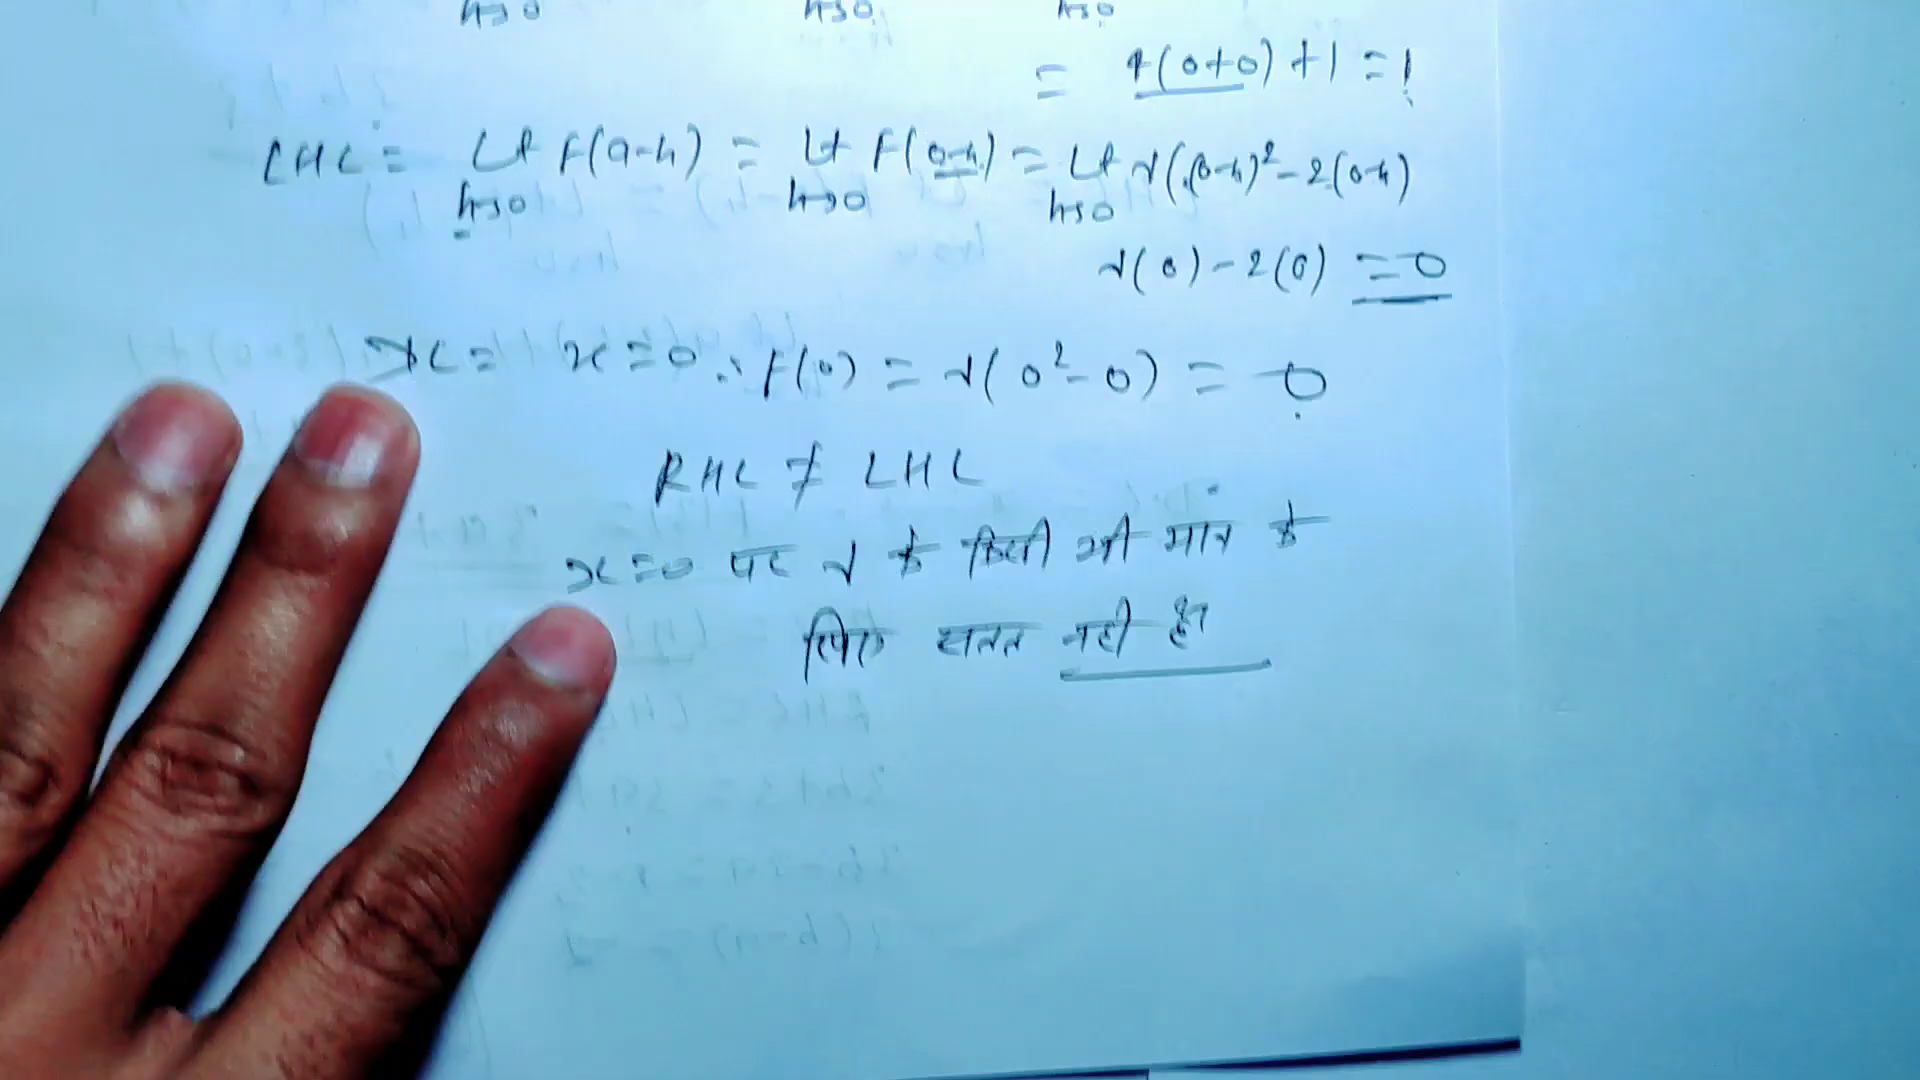 h→0 h→0 h→0
= 4(0+0)+1 = 1
LHL = Lt f(a-h) = Lt f(0-h) = Lt λ((0-h)²-2(0-h)
h→0 h→0 h→0
λ(0)-2(0) =0
x = 0 ∴ f(0) = λ(0²-0) = 0
RHL ≠ LHL
x=0 पर λ के किसी भी मान के
लिए सतत नहीं है।